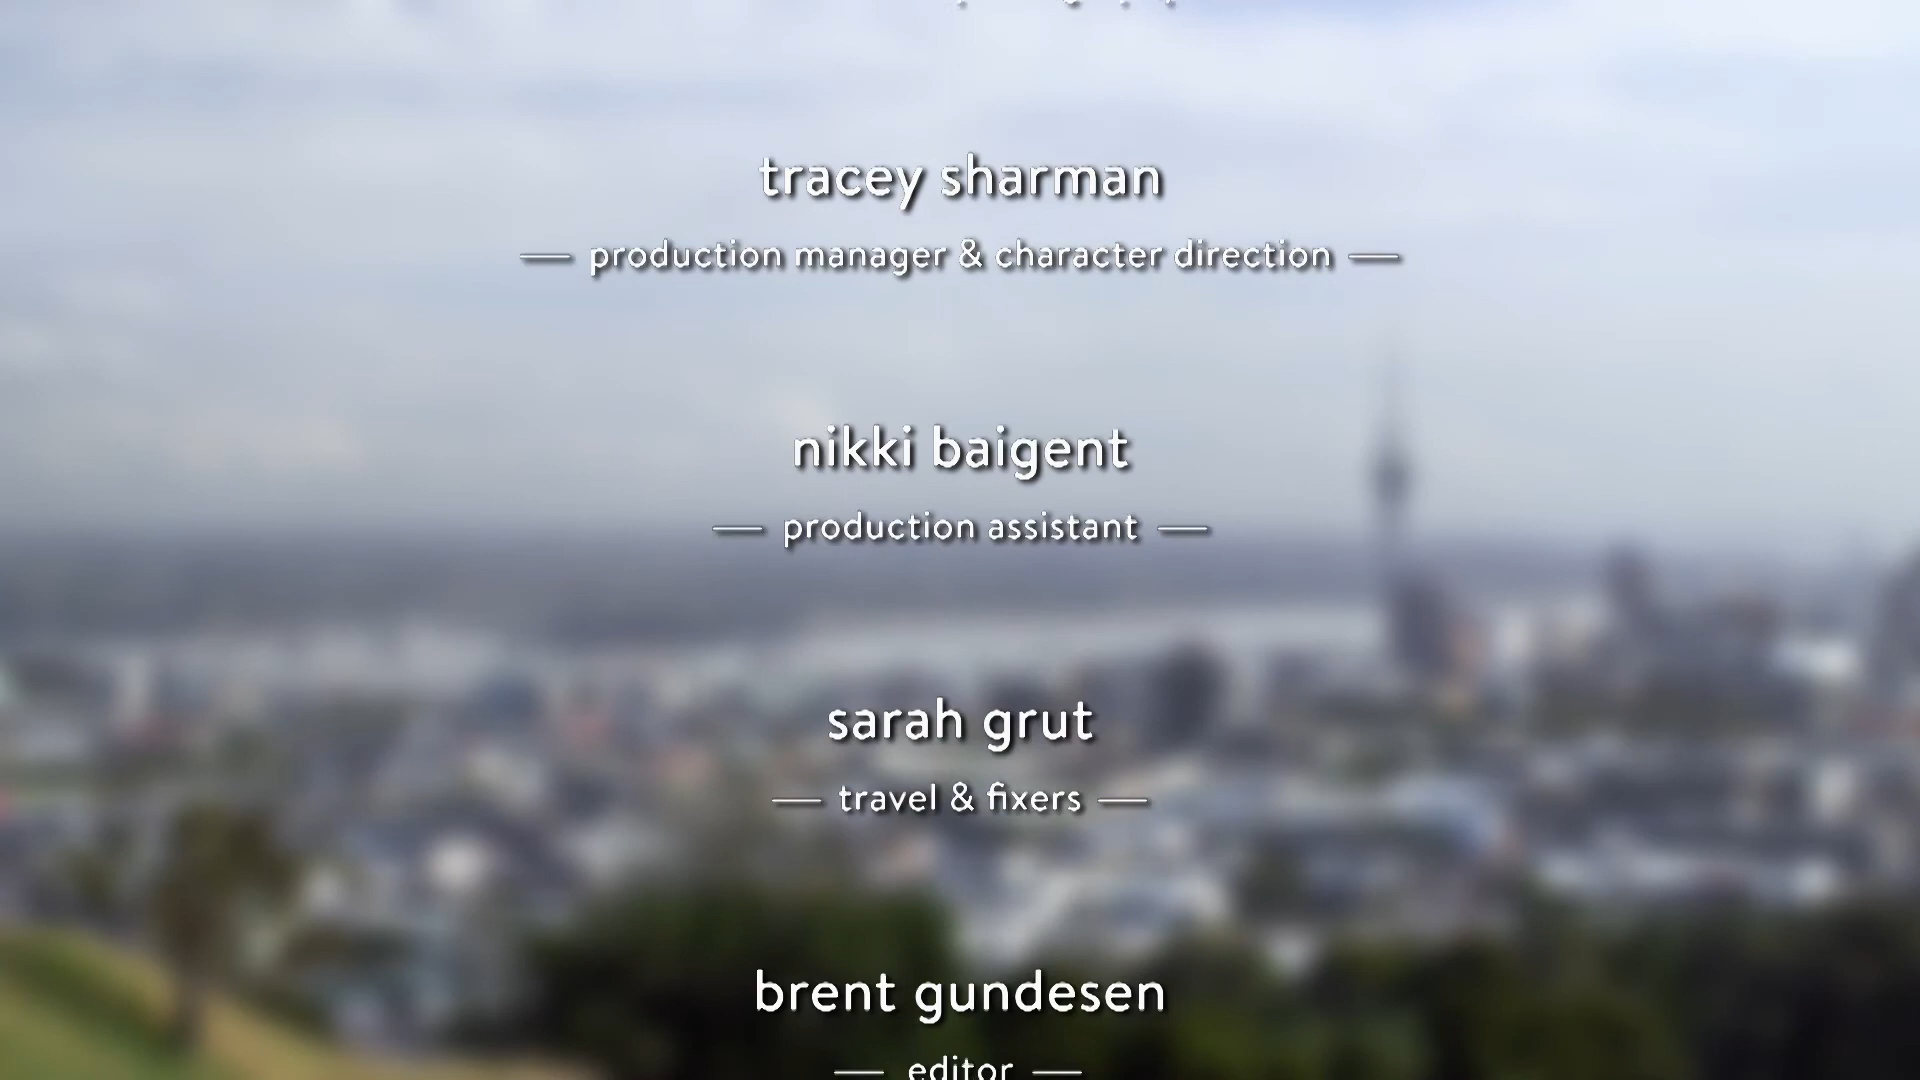 tracey sharman
— production manager & character direction —
nikki baigent
— production assistant —
sarah grut
— travel & fixers —
brent gundesen
— editor —